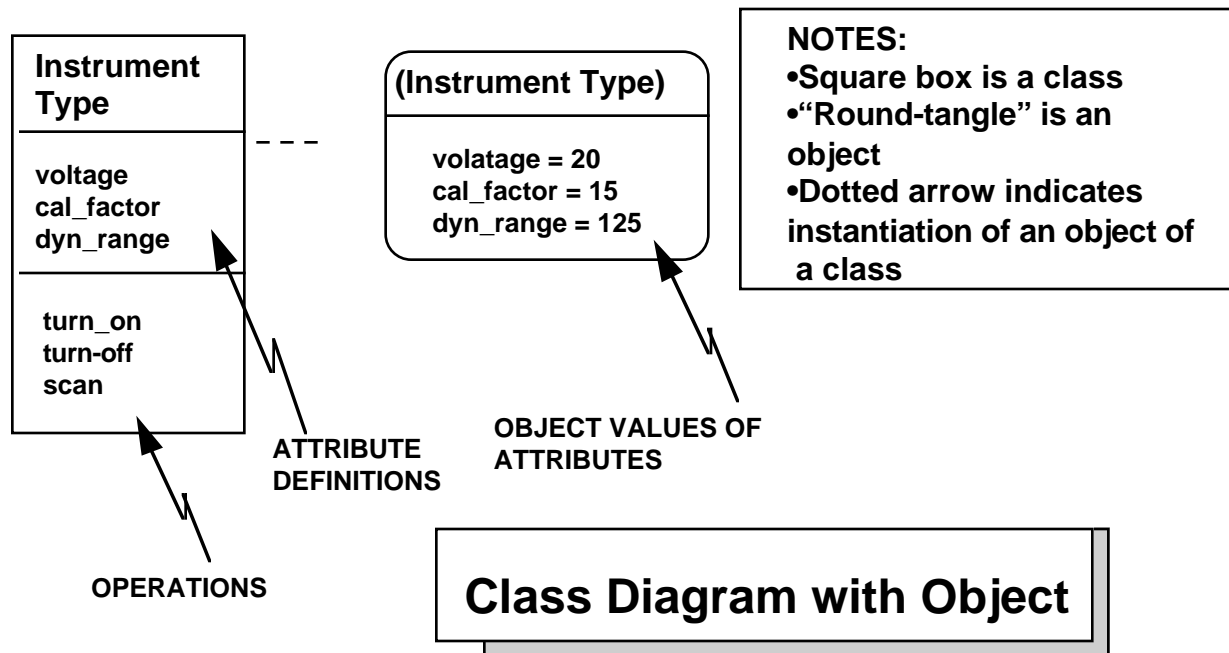 Instrument
Type
voltage
cal_factor
dyn_range
turn_on
turn-off
scan
(Instrument Type)
volatage = 20
cal_factor = 15
dyn_range = 125
NOTES:
•Square box is a class
•“Round-tangle” is an
object
•Dotted arrow indicates
instantiation of an object of
a class
ATTRIBUTE
DEFINITIONS
OBJECT VALUES OF
ATTRIBUTES
OPERATIONS
Class Diagram with Object